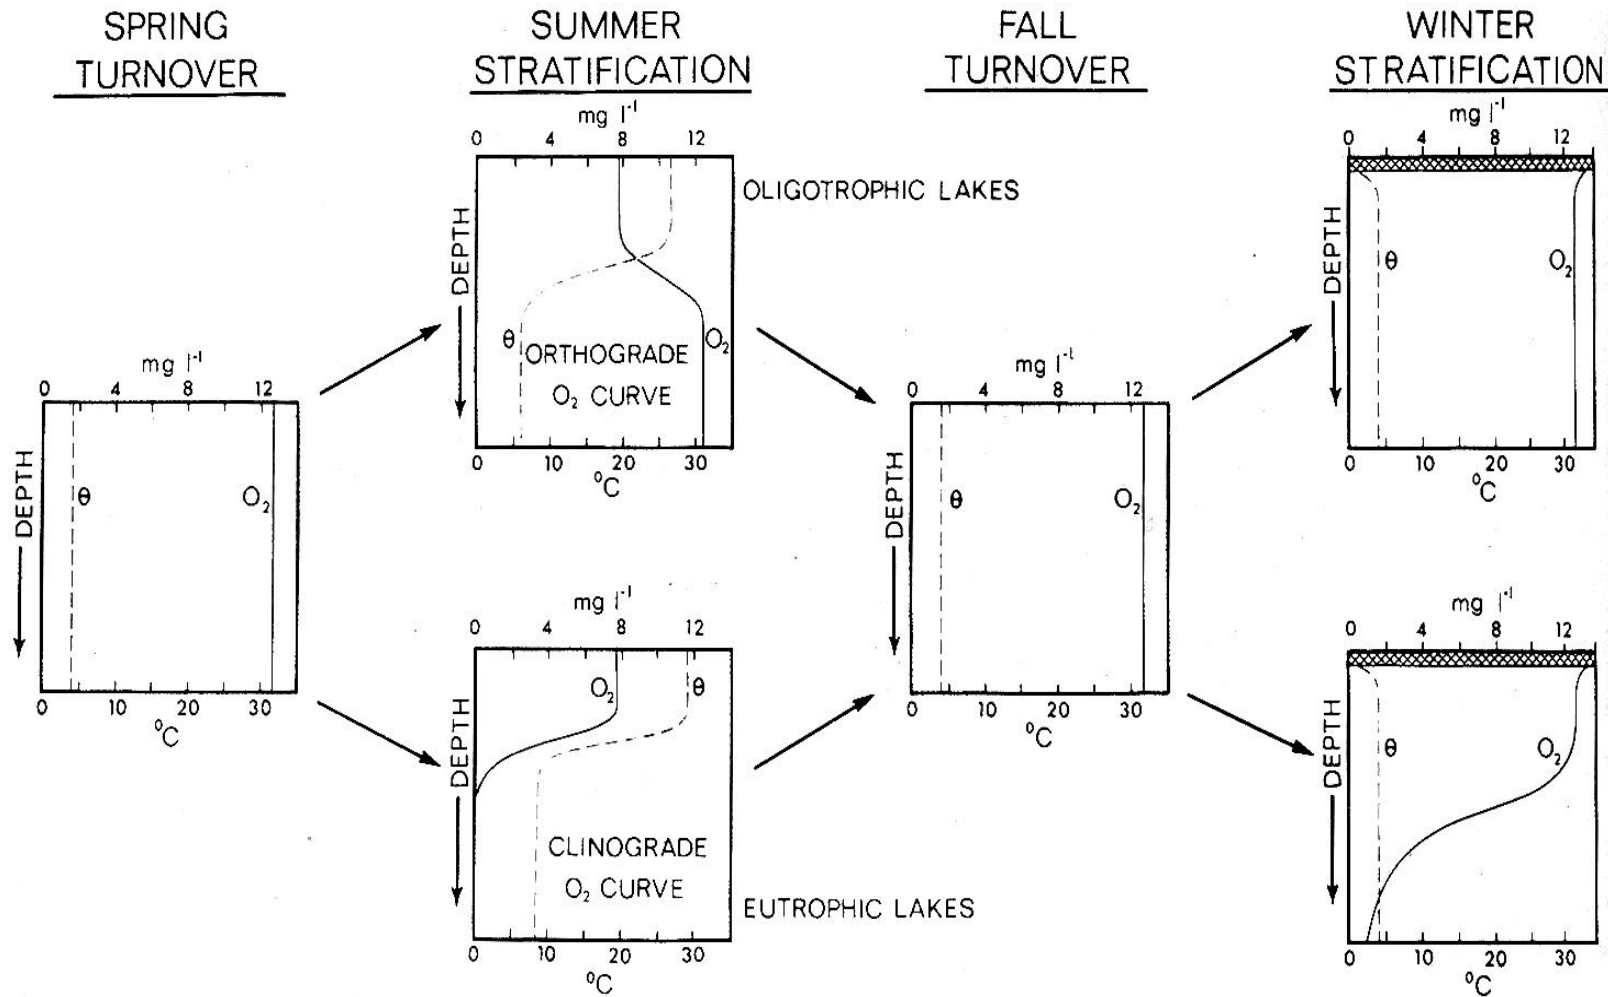 SPRING
TURNOVER
SUMMER
STRATIFICATION
FALL
TURNOVER
WINTER
STRATIFICATION
mg l⁻¹
0 4 8 12
DEPTH
θ
O₂
0 10 20 30
°C
mg l⁻¹
0 4 8 12
OLIGOTROPHIC LAKES
DEPTH
θ
O₂
ORTHOGRADE
O₂ CURVE
0 10 20 30
°C
mg l⁻¹
0 4 8 12
DEPTH
O₂
θ
CLINOGRADE
O₂ CURVE
EUTROPHIC LAKES
0 10 20 30
°C
mg l⁻¹
0 4 8 12
DEPTH
θ
O₂
0 10 20 30
°C
mg l⁻¹
0 4 8 12
DEPTH
θ
O₂
0 10 20 30
°C
mg l⁻¹
0 4 8 12
DEPTH
θ
O₂
0 10 20 30
°C